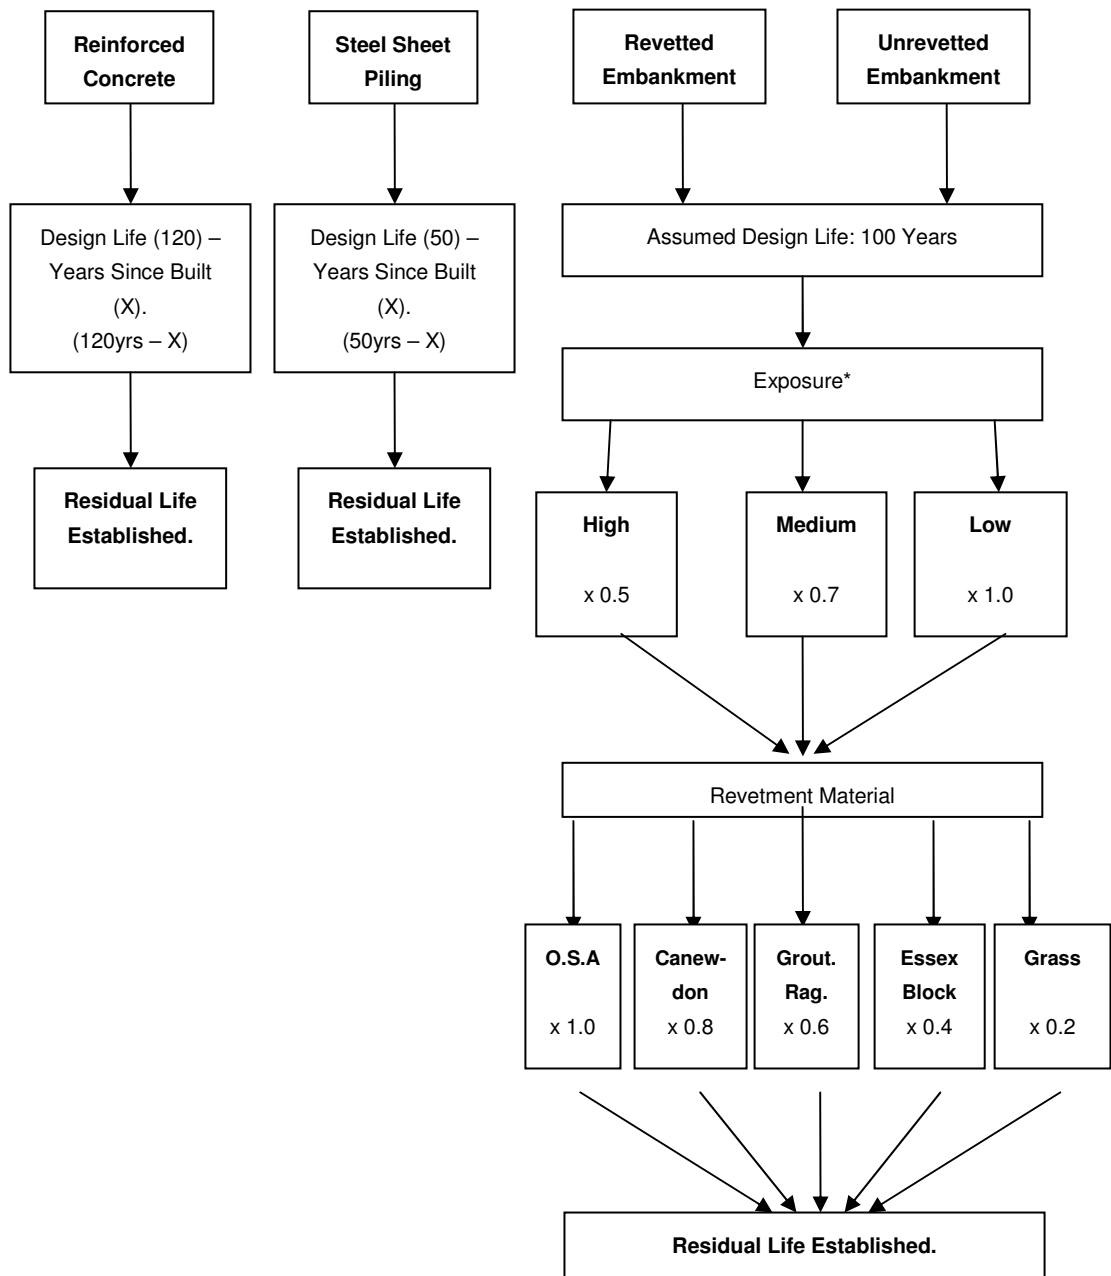 Reinforced
Concrete
Steel Sheet
Piling
Revetted
Embankment
Unrevetted
Embankment
Design Life (120) –
Years Since Built
(X).
(120yrs – X)
Design Life (50) –
Years Since Built
(X).
(50yrs – X)
Assumed Design Life: 100 Years
Exposure*
Residual Life
Established.
Residual Life
Established.
High
x 0.5
Medium
x 0.7
Low
x 1.0
Revetment Material
O.S.A
x 1.0
Canew-
don
x 0.8
Grout.
Rag.
x 0.6
Essex
Block
x 0.4
Grass
x 0.2
Residual Life Established.